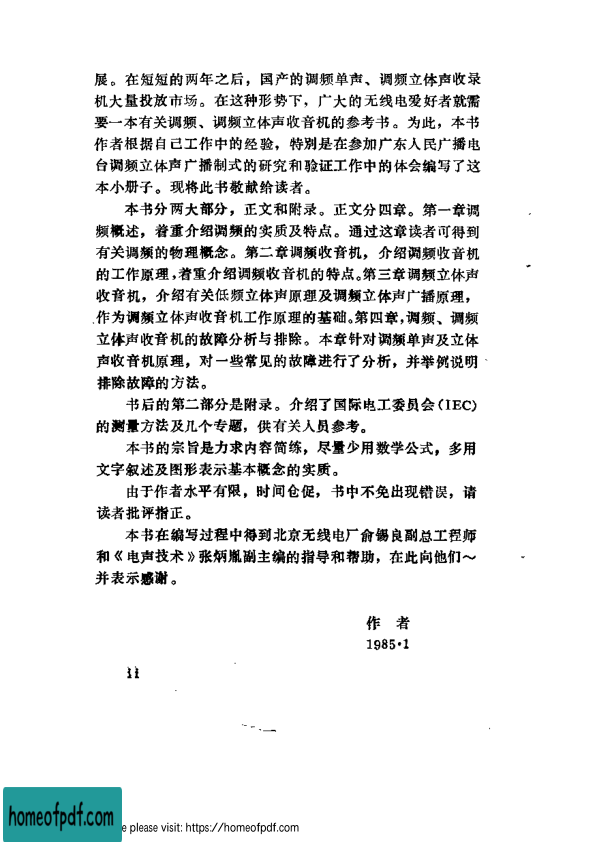 展。在短短的两年之后，国产的调频单声、调频立体声收录
机大量投放市场。在这种形势下，广大的无线电爱好者就需
要一本有关调频、调频立体声收音机的参考书。为此，本书
作者根据自己工作中的经验，特别是在参加广东人民广播电
台调频立体声广播制式的研究和验证工作中的体会编写了这
本小册子。现将此书敬献给读者。
本书分两大部分，正文和附录。正文分四章。第一章调
频概述，着重介绍调频的实质及特点。通过这章读者可得到
有关调频的物理概念。第二章调频收音机，介绍调频收音机
的工作原理，着重介绍调频收音机的特点。第三章调频立体声
收音机，介绍有关低频立体声原理及调频立体声广播原理，
作为调频立体声收音机工作原理的基础。第四章，调频、调频
立体声收音机的故障分析与排除。本章针对调频单声及立体
声收音机原理，对一些常见的故障进行了分析，并举例说明
排除故障的方法。
书后的第二部分是附录。介绍了国际电工委员会（IEC）
的测量方法及几个专题，供有关人员参考。
本书的宗旨是力求内容简练，尽量少用数学公式，多用
文字叙述及图形表示基本概念的实质。
由于作者水平有限，时间仓促，书中不免出现错误，请
读者批评指正。
本书在编写过程中得到北京无线电厂俞锡良副总工程师
和《电声技术》张炳胤副主编的指导和帮助，在此向他们～
并表示感谢。
作 者
1985·1
ii
homeofpdf.com
please visit: https://homeofpdf.com